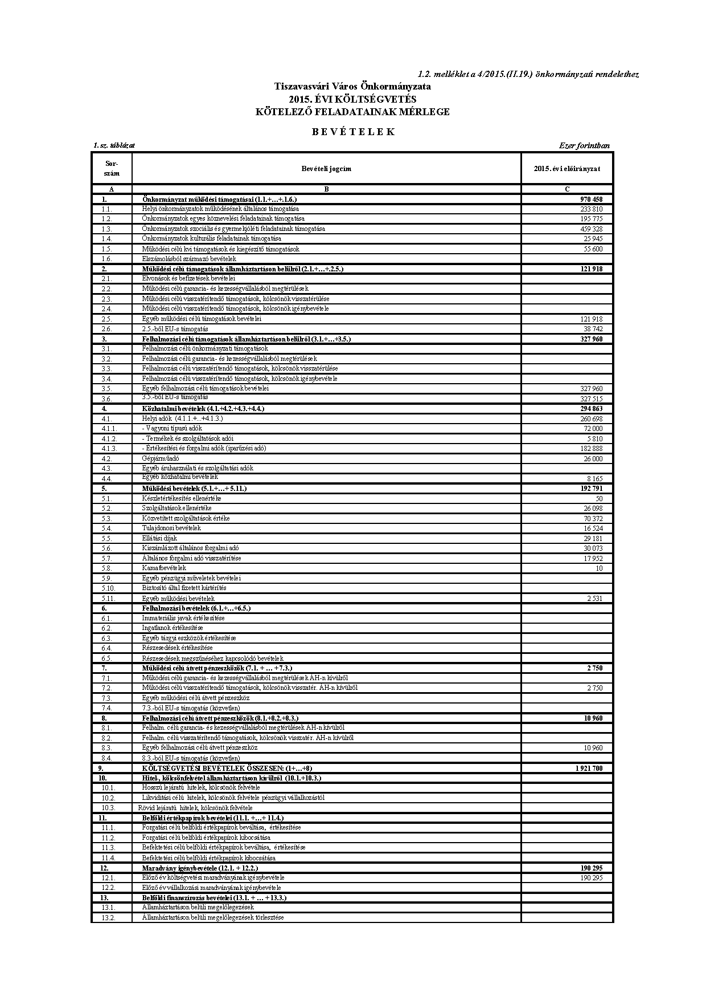 1.2. melléklet a 4/2015.(II.19.) önkormányzati rendelethez
Tiszavasvári Város Önkormányzata
2015. ÉVI KÖLTSÉGVETÉS
KÖTELEZŐ FELADATAINAK MÉRLEGE
B E V É T E L E K
1. sz. táblázat Ezer forintban
Sor-
szám Bevételi jogcím 2015. évi előirányzat
A B C
1. Önkormányzat működési támogatásai (1.1.+…+.1.6.) 970 458
1.1. Helyi önkormányzatok működésének általános támogatása 233 810
1.2. Önkormányzatok egyes köznevelési feladatainak támogatása 195 775
1.3. Önkormányzatok szociális és gyermekjóléti feladatainak támogatása 459 328
1.4. Önkormányzatok kulturális feladatainak támogatása 25 945
1.5. Működési célú kvi támogatások és kiegészítő támogatások 55 600
1.6. Elszámolásból származó bevételek
2. Működési célú támogatások államháztartáson belülről (2.1.+…+.2.5.) 121 918
2.1. Elvonások és befizetések bevételei
2.2. Működési célú garancia- és kezességvállalásból megtérülések
2.3. Működési célú visszatérítendő támogatások, kölcsönök visszatérülése
2.4. Működési célú visszatérítendő támogatások, kölcsönök igénybevétele
2.5. Egyéb működési célú támogatások bevételei 121 918
2.6. 2.5.-ből EU-s támogatás 38 742
3. Felhalmozási célú támogatások államháztartáson belülről (3.1.+…+3.5.) 327 960
3.1. Felhalmozási célú önkormányzati támogatások
3.2. Felhalmozási célú garancia- és kezességvállalásból megtérülések
3.3. Felhalmozási célú visszatérítendő támogatások, kölcsönök visszatérülése
3.4. Felhalmozási célú visszatérítendő támogatások, kölcsönök igénybevétele
3.5. Egyéb felhalmozási célú támogatások bevételei 327 960
3.6. 3.5.-ből EU-s támogatás 327 515
4. Közhatalmi bevételek (4.1.+4.2.+4.3.+4.4.) 294 863
4.1. Helyi adók (4.1.1.+...+4.1.3.) 260 698
4.1.1. - Vagyoni típusú adók 72 000
4.1.2. - Termékek és szolgáltatások adói 5 810
4.1.3. - Értékesítési és forgalmi adók (iparűzési adó) 182 888
4.2. Gépjárműadó 26 000
4.3. Egyéb áruhasználati és szolgáltatási adók
4.4. Egyéb közhatalmi bevételek 8 165
5. Működési bevételek (5.1.+…+ 5.11.) 192 791
5.1. Készletértékesítés ellenértéke 50
5.2. Szolgáltatások ellenértéke 26 098
5.3. Közvetített szolgáltatások értéke 70 372
5.4. Tulajdonosi bevételek 16 524
5.5. Ellátási díjak 29 181
5.6. Kiszámlázott általános forgalmi adó 30 073
5.7. Általános forgalmi adó visszatérítése 17 952
5.8. Kamatbevételek 10
5.9. Egyéb pénzügyi műveletek bevételei
5.10. Biztosító által fizetett kártérítés
5.11. Egyéb működési bevételek 2 531
6. Felhalmozási bevételek (6.1.+…+6.5.)
6.1. Immateriális javak értékesítése
6.2. Ingatlanok értékesítése
6.3. Egyéb tárgyi eszközök értékesítése
6.4. Részesedések értékesítése
6.5. Részesedések megszűnéséhez kapcsolódó bevételek
7. Működési célú átvett pénzeszközök (7.1. + … + 7.3.) 2 750
7.1. Működési célú garancia- és kezességvállalásból megtérülések ÁH-n kívülről
7.2. Működési célú visszatérítendő támogatások, kölcsönök visszatér. ÁH-n kívülről 2 750
7.3. Egyéb működési célú átvett pénzeszköz
7.4. 7.3.-ból EU-s támogatás (közvetlen)
8. Felhalmozási célú átvett pénzeszközök (8.1.+8.2.+8.3.) 10 960
8.1. Felhalm. célú garancia- és kezességvállalásból megtérülések ÁH-n kívülről
8.2. Felhalm. célú visszatérítendő támogatások, kölcsönök visszatér. ÁH-n kívülről
8.3. Egyéb felhalmozási célú átvett pénzeszköz 10 960
8.4. 8.3.-ból EU-s támogatás (közvetlen)
9. KÖLTSÉGVETÉSI BEVÉTELEK ÖSSZESEN: (1+…+8) 1 921 700
10. Hitel-, kölcsönfelvétel államháztartáson kívülről (10.1.+10.3.)
10.1. Hosszú lejáratú hitelek, kölcsönök felvétele
10.2. Likviditási célú hitelek, kölcsönök felvétele pénzügyi vállalkozástól
10.3. Rövid lejáratú hitelek, kölcsönök felvétele
11. Belföldi értékpapírok bevételei (11.1. +…+ 11.4.)
11.1. Forgatási célú belföldi értékpapírok beváltása, értékesítése
11.2. Forgatási célú belföldi értékpapírok kibocsátása
11.3. Befektetési célú belföldi értékpapírok beváltása, értékesítése
11.4. Befektetési célú belföldi értékpapírok kibocsátása
12. Maradvány igénybevétele (12.1. + 12.2.) 190 295
12.1. Előző év költségvetési maradványának igénybevétele 190 295
12.2. Előző év vállalkozási maradványának igénybevétele
13. Belföldi finanszírozás bevételei (13.1. + … + 13.3.)
13.1. Államháztartáson belüli megelőlegezések
13.2. Államháztartáson belüli megelőlegezések törlesztése